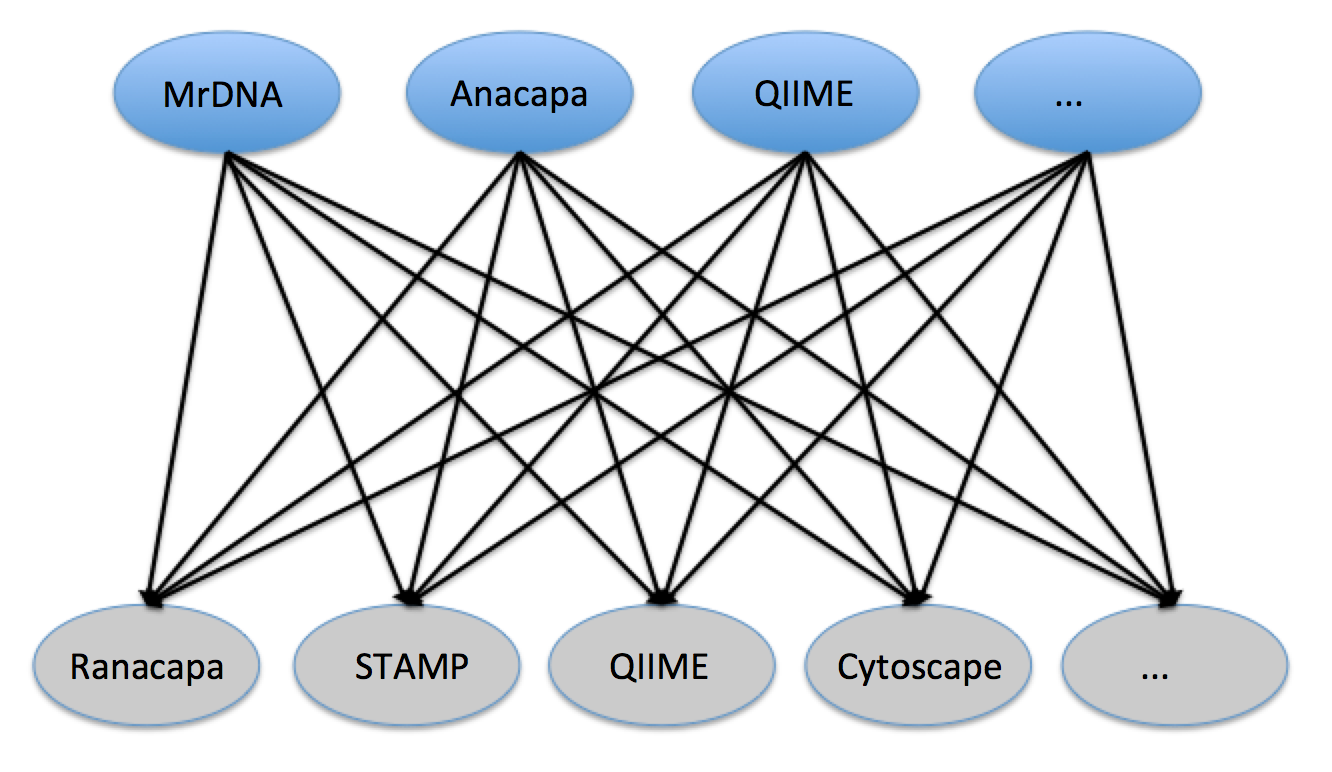 MrDNA
Anacapa
QIIME
...
Ranacapa
STAMP
QIIME
Cytoscape
...